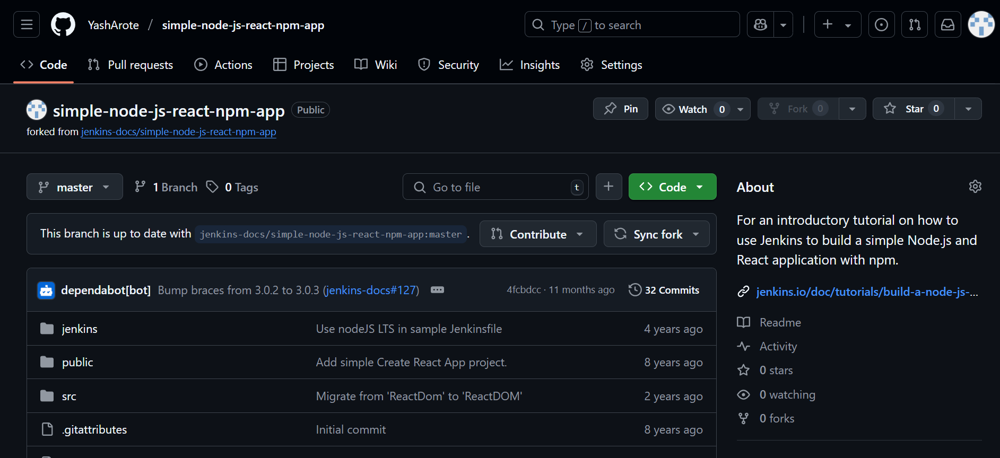 YashArote / simple-node-js-react-npm-app
Type / to search
Code Pull requests Actions Projects Wiki Security Insights Settings
simple-node-js-react-npm-app Public
Pin Watch 0 Fork 0 Star 0
forked from jenkins-docs/simple-node-js-react-npm-app
master 1 Branch 0 Tags
Go to file t
Code
This branch is up to date with jenkins-docs/simple-node-js-react-npm-app:master .
Contribute Sync fork
dependabot[bot] Bump braces from 3.0.2 to 3.0.3 (jenkins-docs#127) 4fcbdcc · 11 months ago 32 Commits
jenkins Use nodeJS LTS in sample Jenkinsfile 4 years ago
public Add simple Create React App project. 8 years ago
src Migrate from 'ReactDom' to 'ReactDOM' 2 years ago
.gitattributes Initial commit 8 years ago
About
For an introductory tutorial on how to
use Jenkins to build a simple Node.js and
React application with npm.
jenkins.io/doc/tutorials/build-a-node-js-...
Readme
Activity
0 stars
0 watching
0 forks